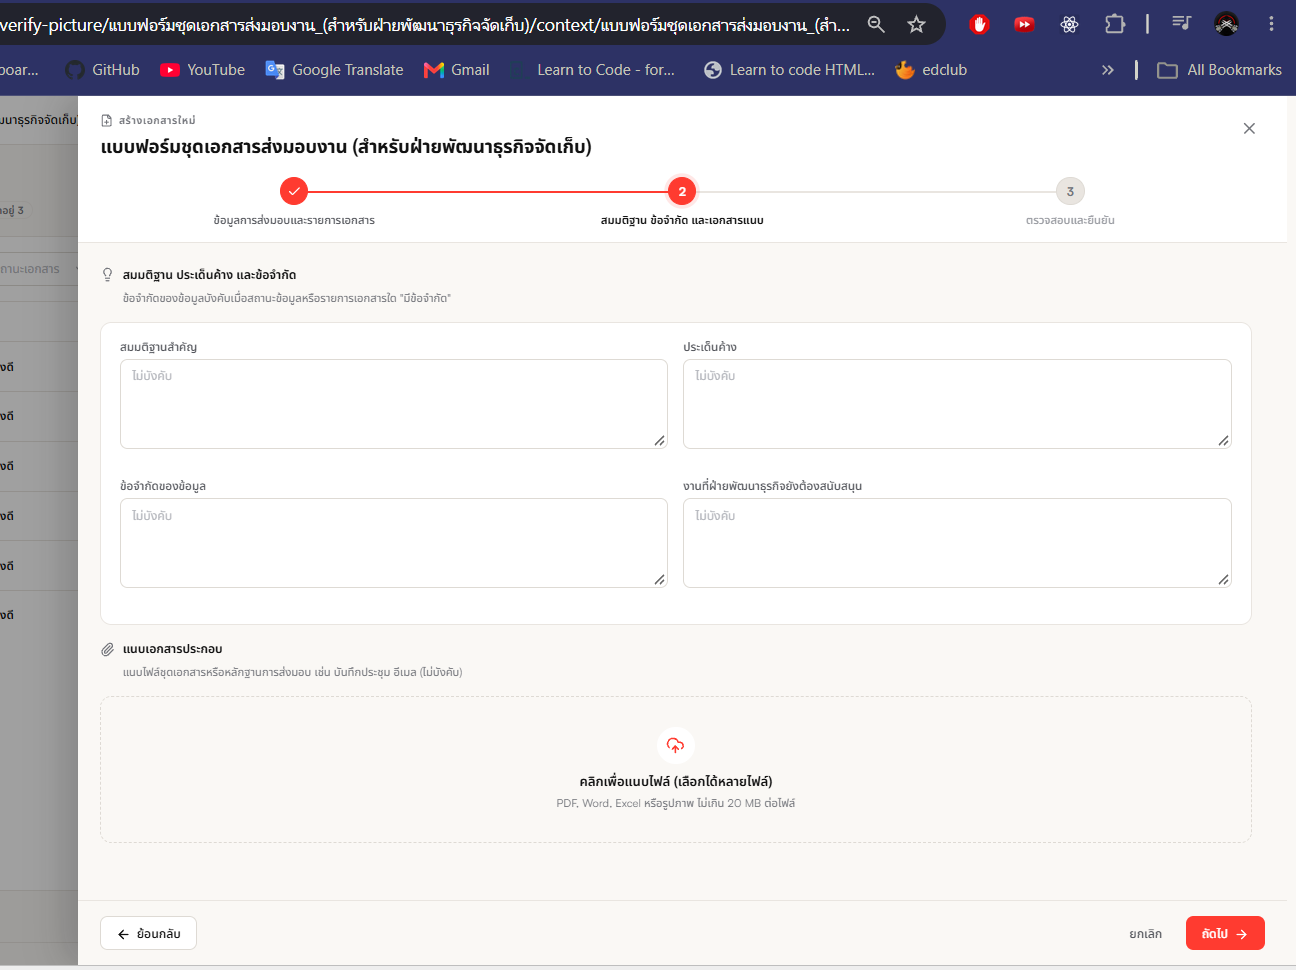 verify-picture/แบบฟอร์มชุดเอกสารส่งมอบงาน_(สำหรับฝ่ายพัฒนาธุรกิจจัดเก็บ)/context/แบบฟอร์มชุดเอกสารส่งมอบงาน_(สำ...
GitHub
YouTube
Google Translate
Gmail
Learn to Code - for...
Learn to code HTML...
edclub
All Bookmarks
สร้างเอกสารใหม่
แบบฟอร์มชุดเอกสารส่งมอบงาน (สำหรับฝ่ายพัฒนาธุรกิจจัดเก็บ)
2
3
ข้อมูลการส่งมอบและรายการเอกสาร
สมมติฐาน ข้อจำกัด และเอกสารแนบ
ตรวจสอบและยืนยัน
สมมติฐาน ประเด็นค้าง และข้อจำกัด
ข้อจำกัดของข้อมูลบังคับเมื่อสถานะข้อมูลหรือรายการเอกสารใด "มีข้อจำกัด"
สมมติฐานสำคัญ
ประเด็นค้าง
ไม่บังคับ
ไม่บังคับ
ข้อจำกัดของข้อมูล
งานที่ฝ่ายพัฒนาธุรกิจยังต้องสนับสนุน
ไม่บังคับ
ไม่บังคับ
แนบเอกสารประกอบ
แนบไฟล์ชุดเอกสารหรือหลักฐานการส่งมอบ เช่น บันทึกประชุม อีเมล (ไม่บังคับ)
คลิกเพื่อแนบไฟล์ (เลือกได้หลายไฟล์)
PDF, Word, Excel หรือรูปภาพ ไม่เกิน 20 MB ต่อไฟล์
ย้อนกลับ
ยกเลิก
ถัดไป